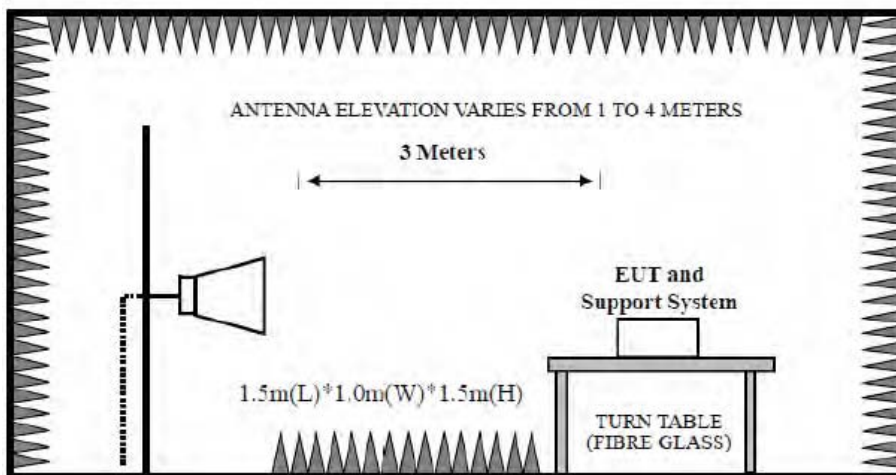 ANTENNA ELEVATION VARIES FROM 1 TO 4 METERS
3 Meters
EUT and
Support System
1.5m(L)*1.0m(W)*1.5m(H)
TURN TABLE
(FIBRE GLASS)